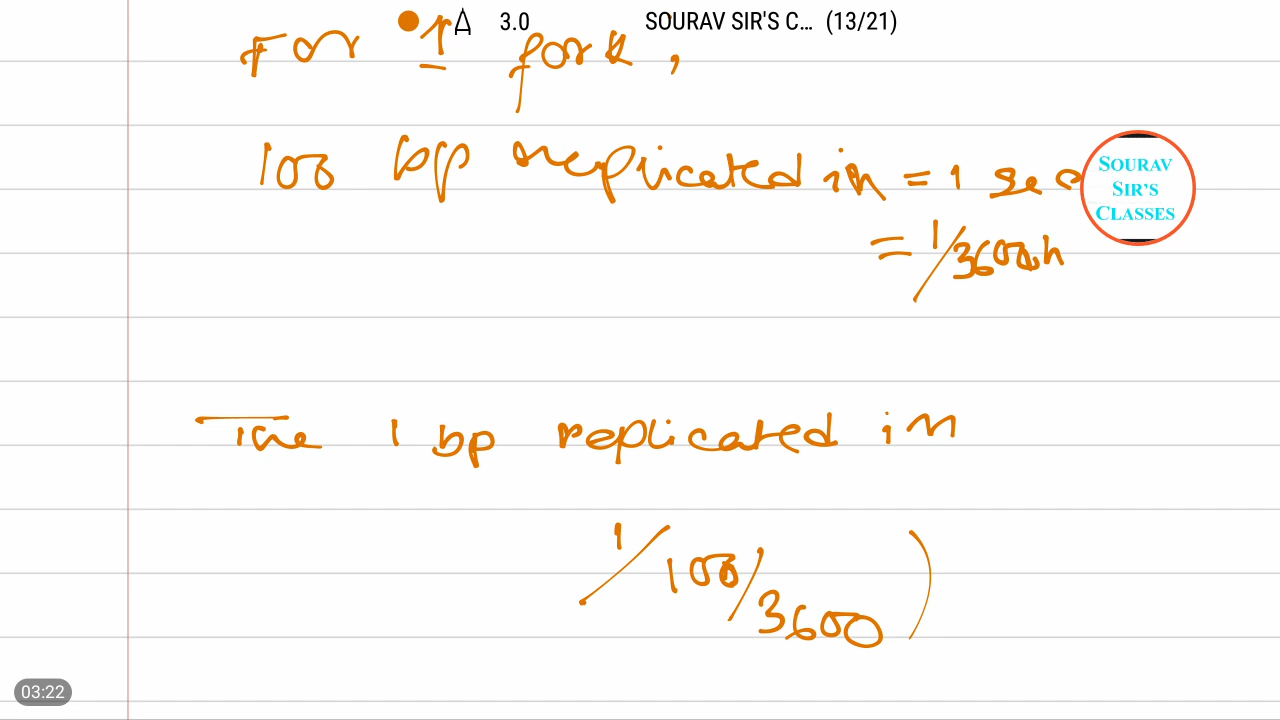 3.0 SOURAV SIR'S C... (13/21)
For 1 fork,
100 bp replicated in = 1 sec
= 1/3600 h
SOURAV
SIR'S
CLASSES
The 1 bp replicated in
1/100/3600)
03:22